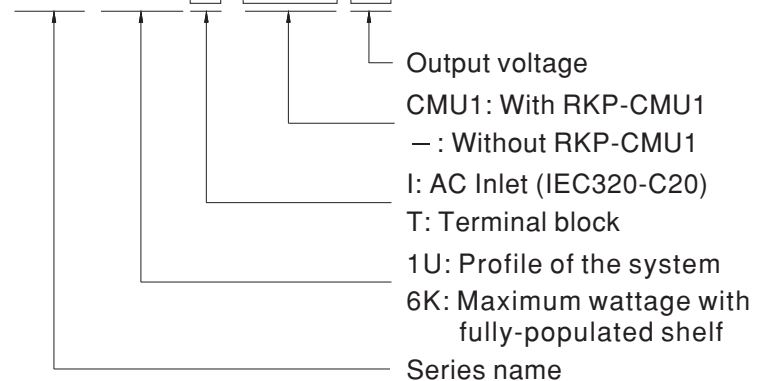 Output voltage
CMU1: With RKP-CMU1
－: Without RKP-CMU1
I: AC Inlet (IEC320-C20)
T: Terminal block
1U: Profile of the system
6K: Maximum wattage with
fully-populated shelf
Series name